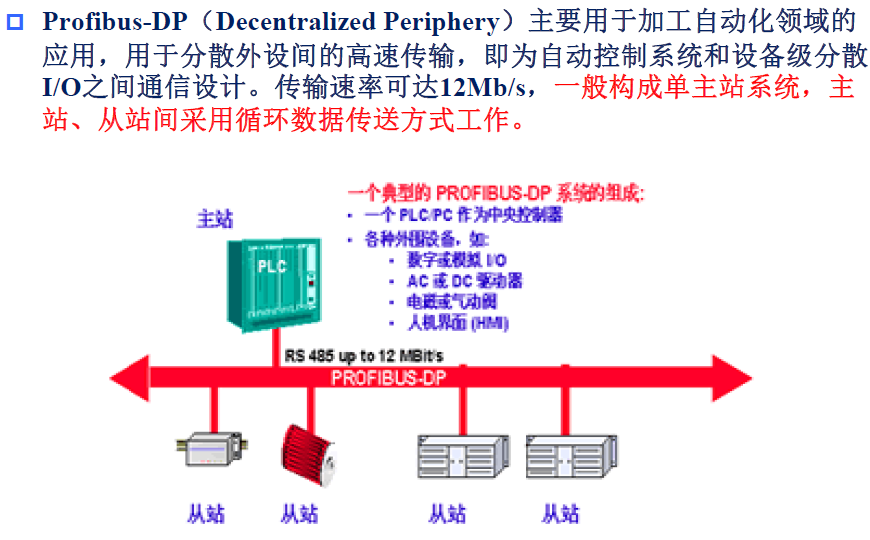 Profibus-DP（Decentralized Periphery）主要用于加工自动化领域的
应用，用于分散外设间的高速传输，即为自动控制系统和设备级分散
I/O之间通信设计。传输速率可达12Mb/s，一般构成单主站系统，主
站、从站间采用循环数据传送方式工作。
一个典型的 PROFIBUS-DP 系统的组成:
主站
· 一个 PLC/PC 作为中央控制器
· 各种外围设备，如:
· 数字或模拟 I/O
· AC 或 DC 驱动器
· 电磁或气动阀
· 人机界面 (HMI)
PLC
RS 485 up to 12 MBit/s
PROFIBUS-DP
从站 从站 从站 从站